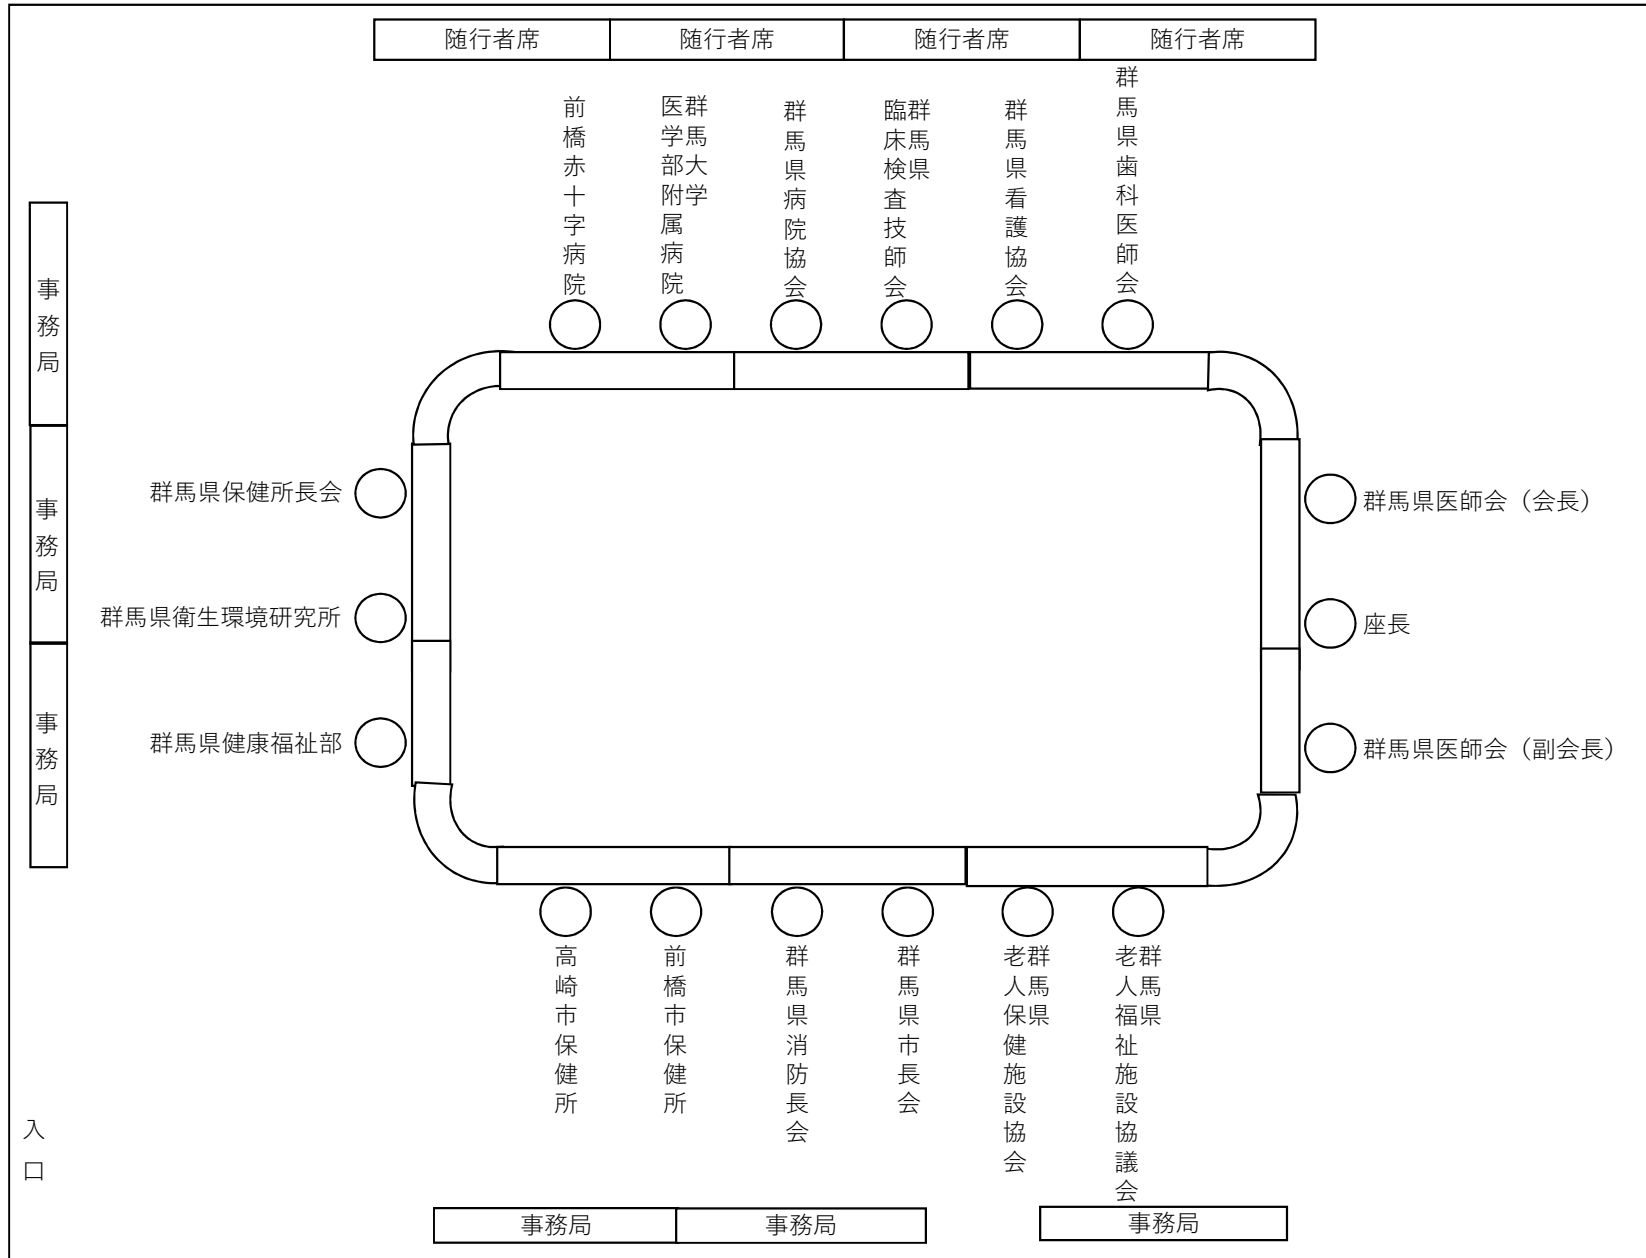 随行者席
随行者席
随行者席
随行者席
前橋赤十字病院
群馬大学
医学部附属病院
群馬県病院協会
群馬県
臨床検査技師会
群馬県看護協会
群馬県歯科医師会
事務局
事務局
事務局
群馬県保健所長会
群馬県衛生環境研究所
群馬県健康福祉部
群馬県医師会（会長）
座長
群馬県医師会（副会長）
高崎市保健所
前橋市保健所
群馬県消防長会
群馬県市長会
群馬県
老人保健施設協会
群馬県
老人福祉施設協議会
入口
事務局
事務局
事務局